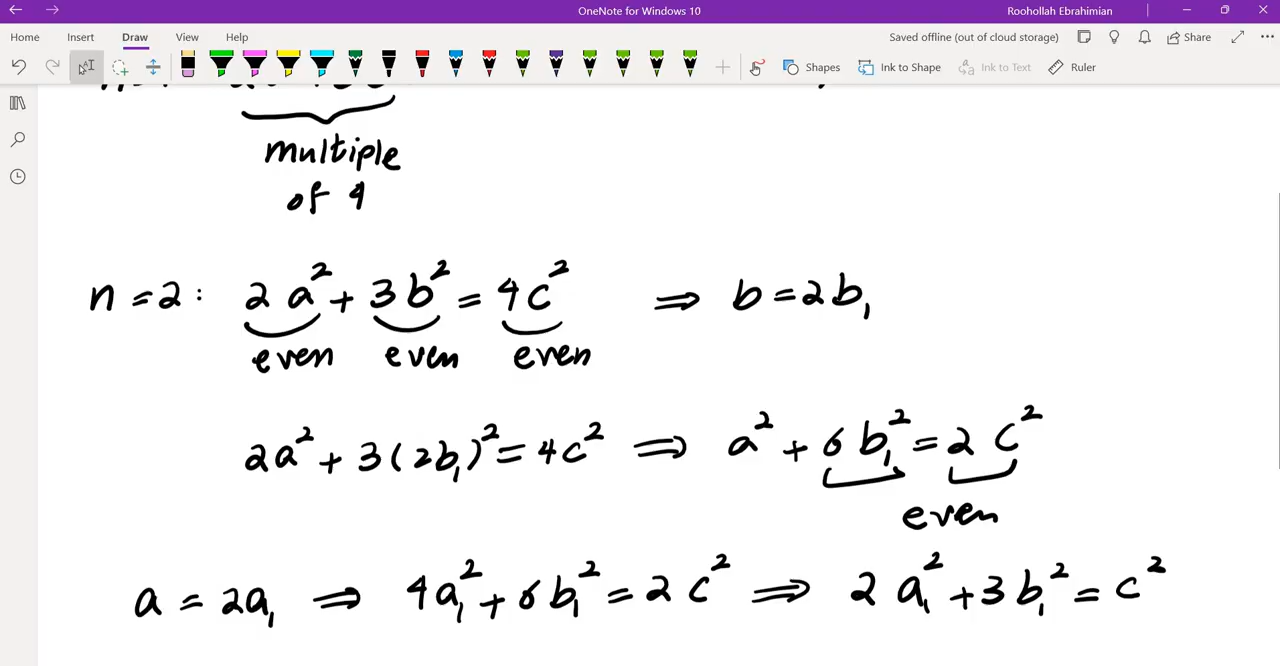 OneNote for Windows 10
Roohollah Ebrahimian
Home Insert Draw View Help
Saved offline (out of cloud storage)
Share
Shapes
Ink to Shape
Ink to Text
Ruler
multiple
of 4
n = 2 : 2a² + 3b² = 4c² ⟹ b = 2b₁
even even even
2a² + 3(2b₁)² = 4c² ⟹ a² + 6b₁² = 2c²
even
a = 2a₁ ⟹ 4a₁² + 6b₁² = 2c² ⟹ 2a₁² + 3b₁² = c²